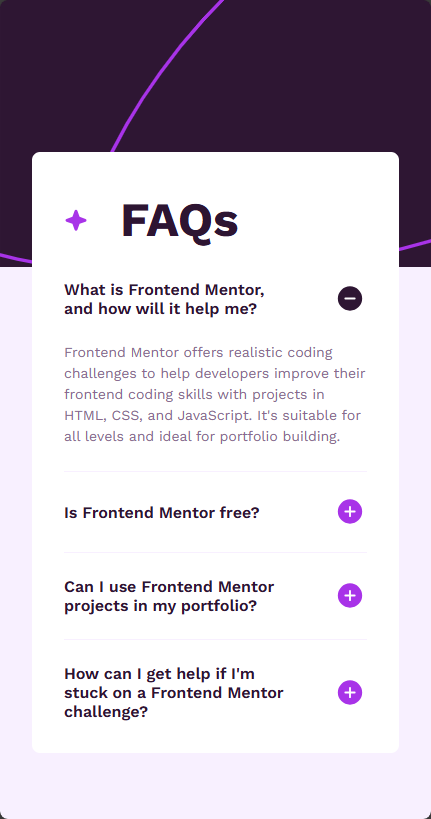 FAQs
What is Frontend Mentor,
and how will it help me?
Frontend Mentor offers realistic coding
challenges to help developers improve their
frontend coding skills with projects in
HTML, CSS, and JavaScript. It's suitable for
all levels and ideal for portfolio building.
Is Frontend Mentor free?
Can I use Frontend Mentor
projects in my portfolio?
How can I get help if I'm
stuck on a Frontend Mentor
challenge?